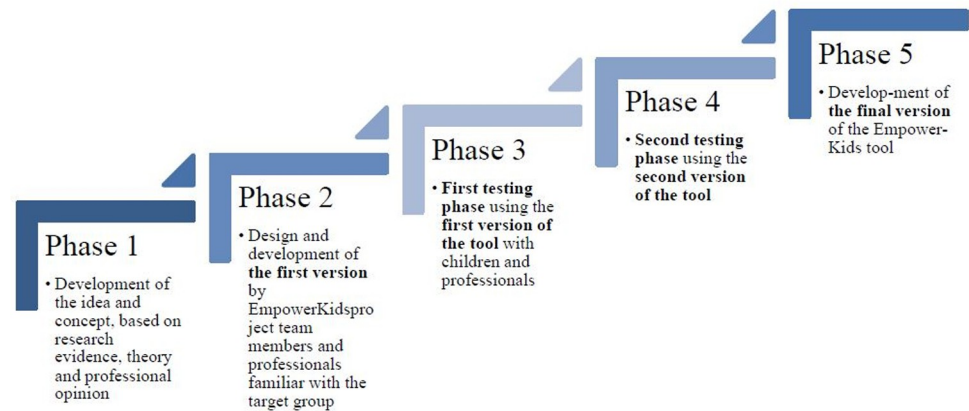 Phase 1
• Development of
the idea and
concept, based on
research
evidence, theory
and professional
opinion
Phase 2
• Design and
development of
the first version
by
EmpowerKidspro
ject team
members and
professionals
familiar with the
target group
Phase 3
• First testing
phase using the
first version of
the tool with
children and
professionals
Phase 4
• Second testing
phase using the
second version
of the tool
Phase 5
• Develop-ment of
the final version
of the Empower-
Kids tool